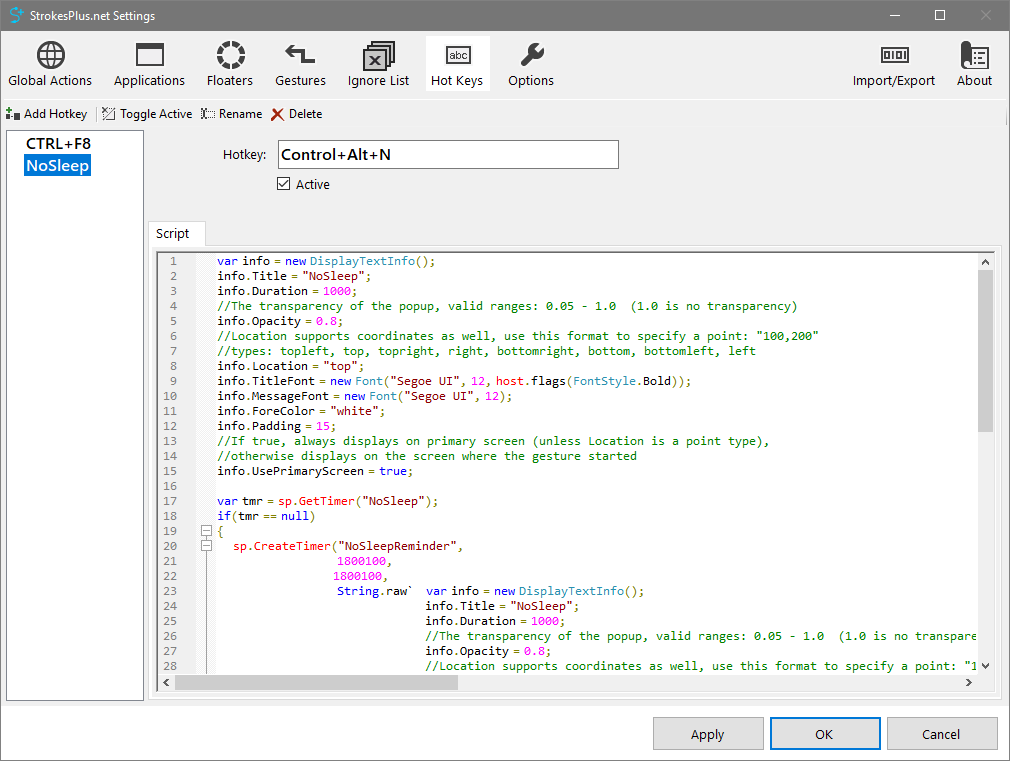 StrokesPlus.net Settings
Global Actions Applications Floaters Gestures Ignore List abc Hot Keys Options Import/Export About
Add Hotkey Toggle Active Rename Delete
CTRL+F8
NoSleep
Hotkey: Control+Alt+N
Active
Script
1 var info = new DisplayTextInfo();
2 info.Title = "NoSleep";
3 info.Duration = 1000;
4 //The transparency of the popup, valid ranges: 0.05 - 1.0  (1.0 is no transparency)
5 info.Opacity = 0.8;
6 //Location supports coordinates as well, use this format to specify a point: "100,200"
7 //types: topleft, top, topright, right, bottomright, bottom, bottomleft, left
8 info.Location = "top";
9 info.TitleFont = new Font("Segoe UI", 12, host.flags(FontStyle.Bold));
10 info.MessageFont = new Font("Segoe UI", 12);
11 info.ForeColor = "white";
12 info.Padding = 15;
13 //If true, always displays on primary screen (unless Location is a point type),
14 //otherwise displays on the screen where the gesture started
15 info.UsePrimaryScreen = true;
16
17 var tmr = sp.GetTimer("NoSleep");
18 if(tmr == null)
19 {
20 sp.CreateTimer("NoSleepReminder",
21 1800100,
22 1800100,
23 String.raw`  var info = new DisplayTextInfo();
24 info.Title = "NoSleep";
25 info.Duration = 1000;
26 //The transparency of the popup, valid ranges: 0.05 - 1.0  (1.0 is no transpare
27 info.Opacity = 0.8;
28 //Location supports coordinates as well, use this format to specify a point: "1
Apply OK Cancel